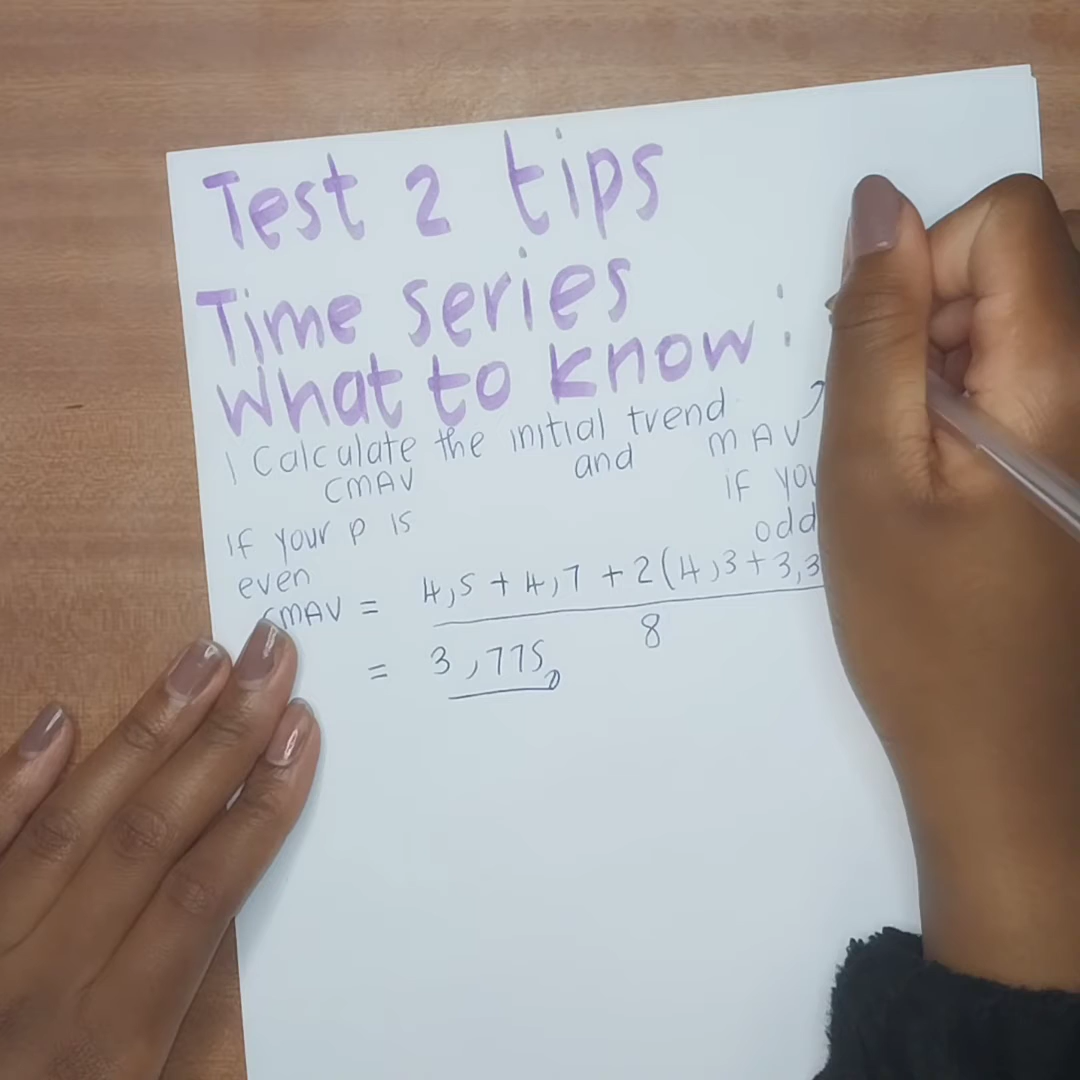 Test 2 tips
Time series
What to know :
1 Calculate the initial trend
CMAV and MAV
If your p is even
If you odd
CMAV = 4,5 + 4,7 + 2(4,3 + 3,3
8
= 3,775